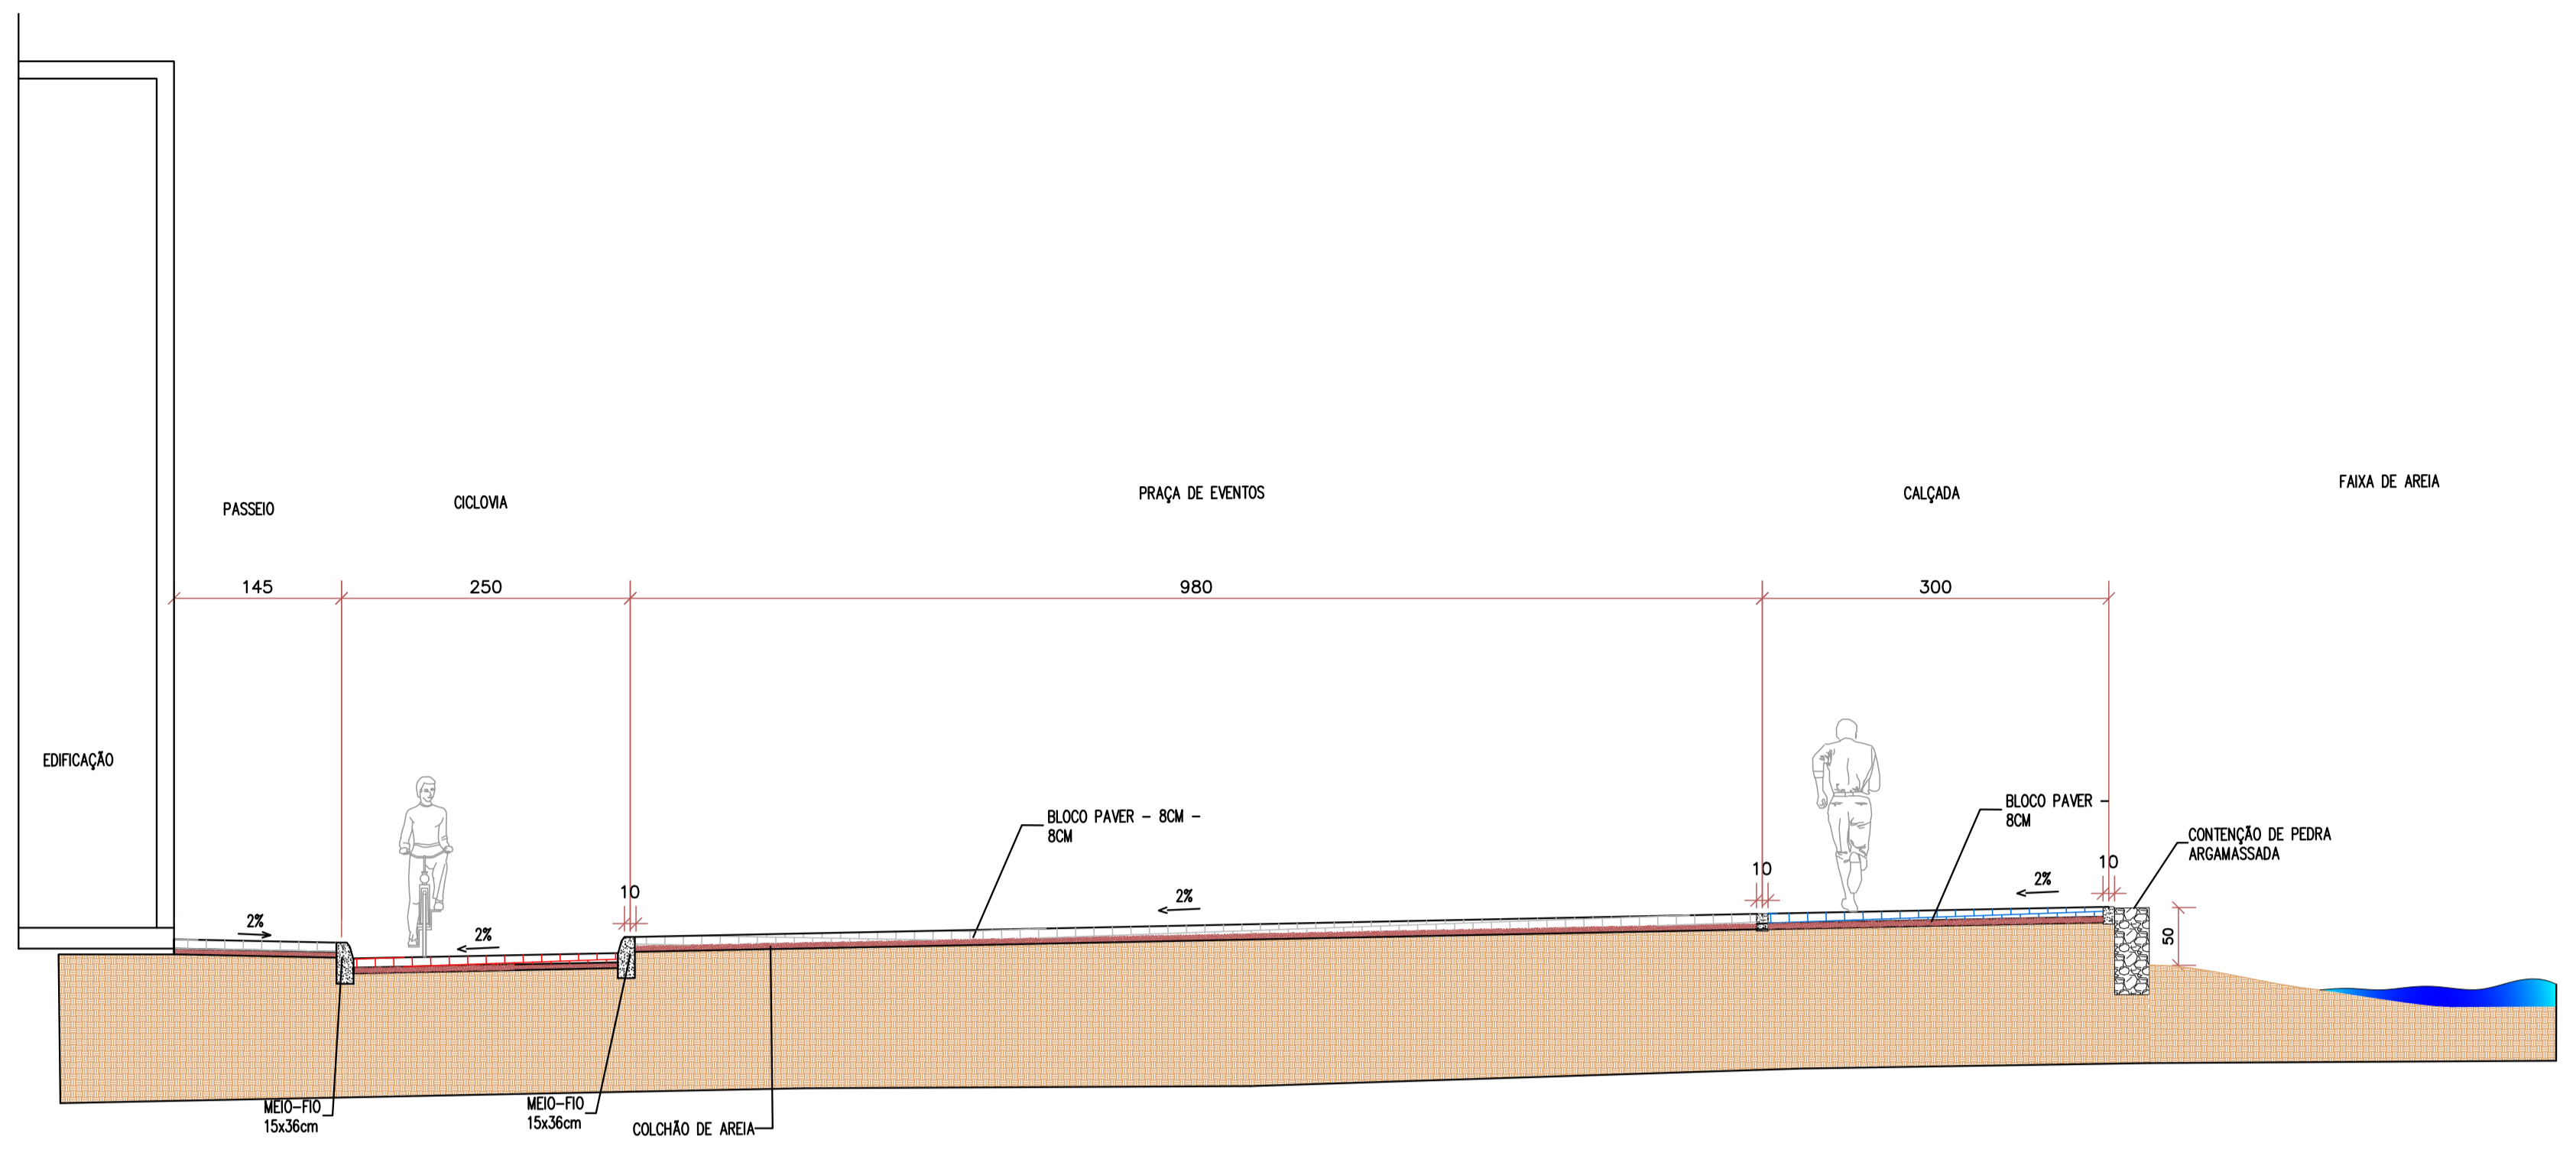 FAIXA DE AREIA
PRAÇA DE EVENTOS
CALÇADA
CICLOVIA
PASSEIO
145
250
980
300
EDIFICAÇÃO
BLOCO PAVER - 8CM -
8CM
BLOCO PAVER -
8CM
CONTENÇÃO DE PEDRA
ARGAMASSADA
10
10
10
2%
2%
2%
2%
50
MEIO-FIO
15x36cm
MEIO-FIO
15x36cm
COLCHÃO DE AREIA